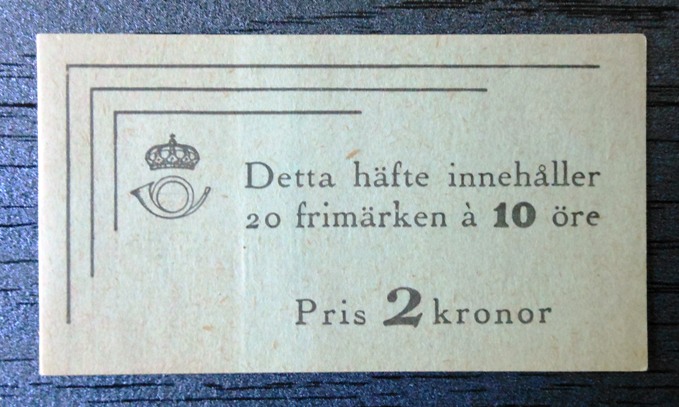 Detta häfte innehåller
20 frimärken à 10 öre
Pris 2 kronor